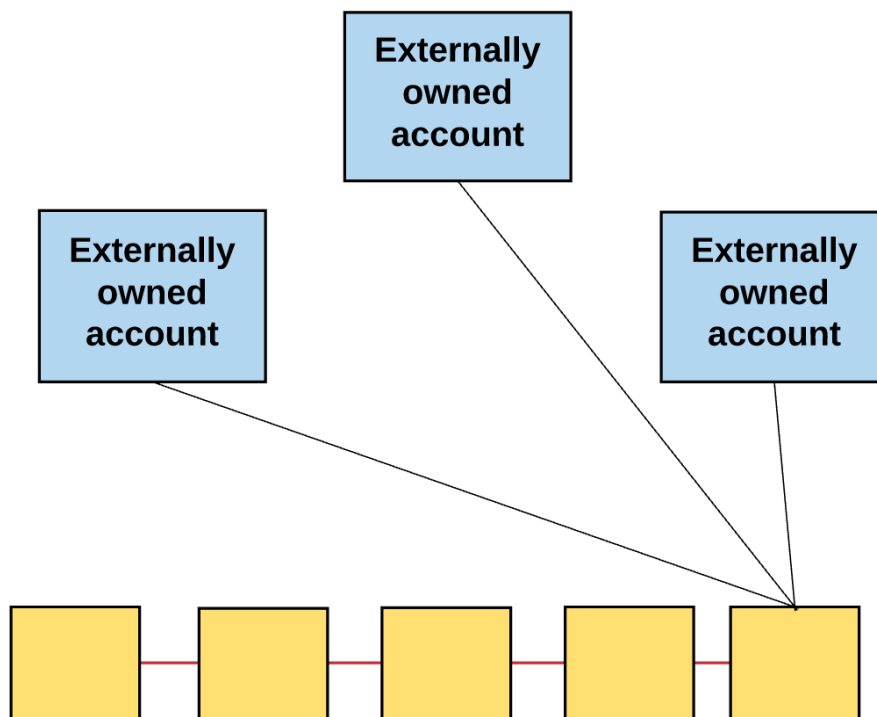 Externally
owned
account
Externally
owned
account
Externally
owned
account